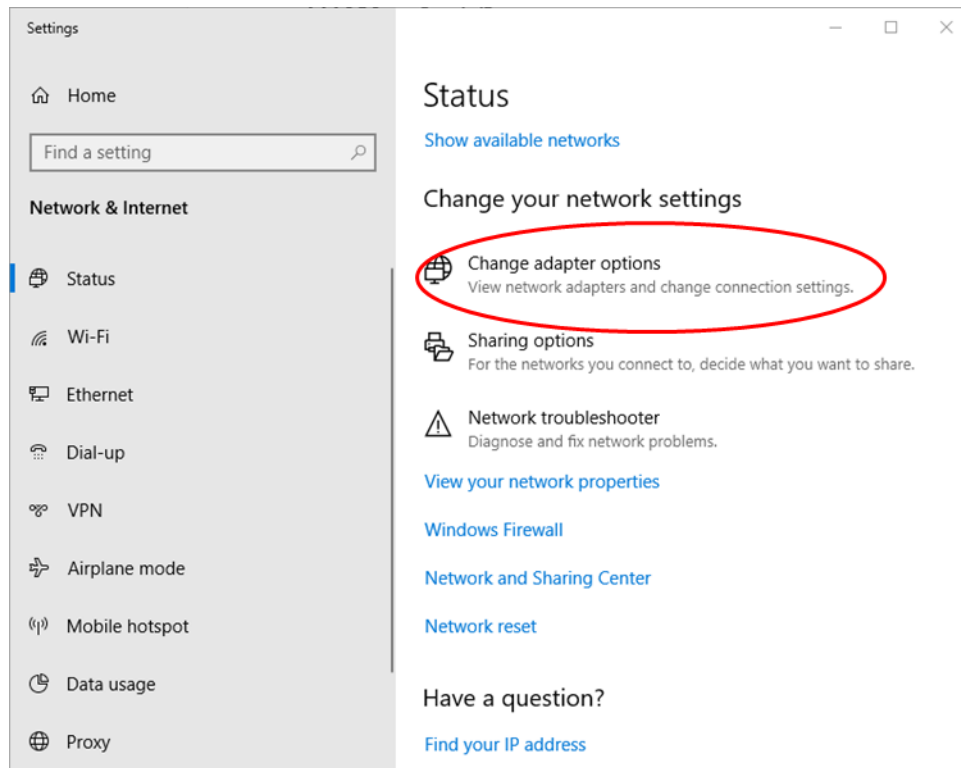 Settings
Home
Find a setting
Network & Internet
Status
Wi-Fi
Ethernet
Dial-up
VPN
Airplane mode
Mobile hotspot
Data usage
Proxy
Status
Show available networks
Change your network settings
Change adapter options
View network adapters and change connection settings.
Sharing options
For the networks you connect to, decide what you want to share.
Network troubleshooter
Diagnose and fix network problems.
View your network properties
Windows Firewall
Network and Sharing Center
Network reset
Have a question?
Find your IP address